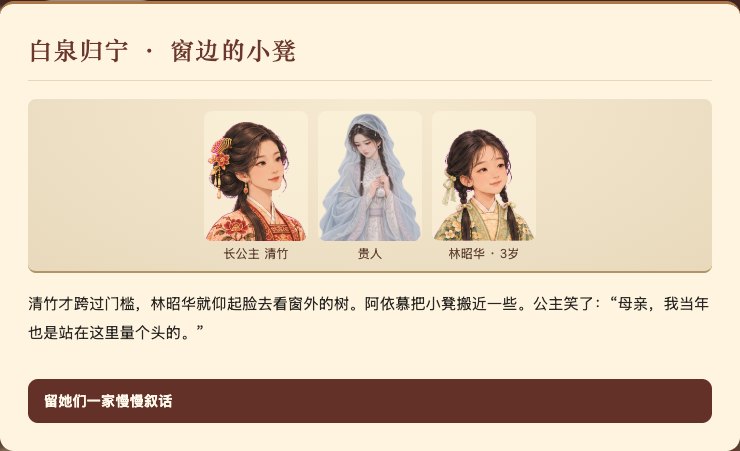 白泉归宁 · 窗边的小凳
长公主 清竹
贵人
林昭华 · 3岁
清竹才跨过门槛，林昭华就仰起脸去看窗外的树。阿依慕把小凳搬近一些。公主笑了：“母亲，我当年
也是站在这里量个头的。”
留她们一家慢慢叙话